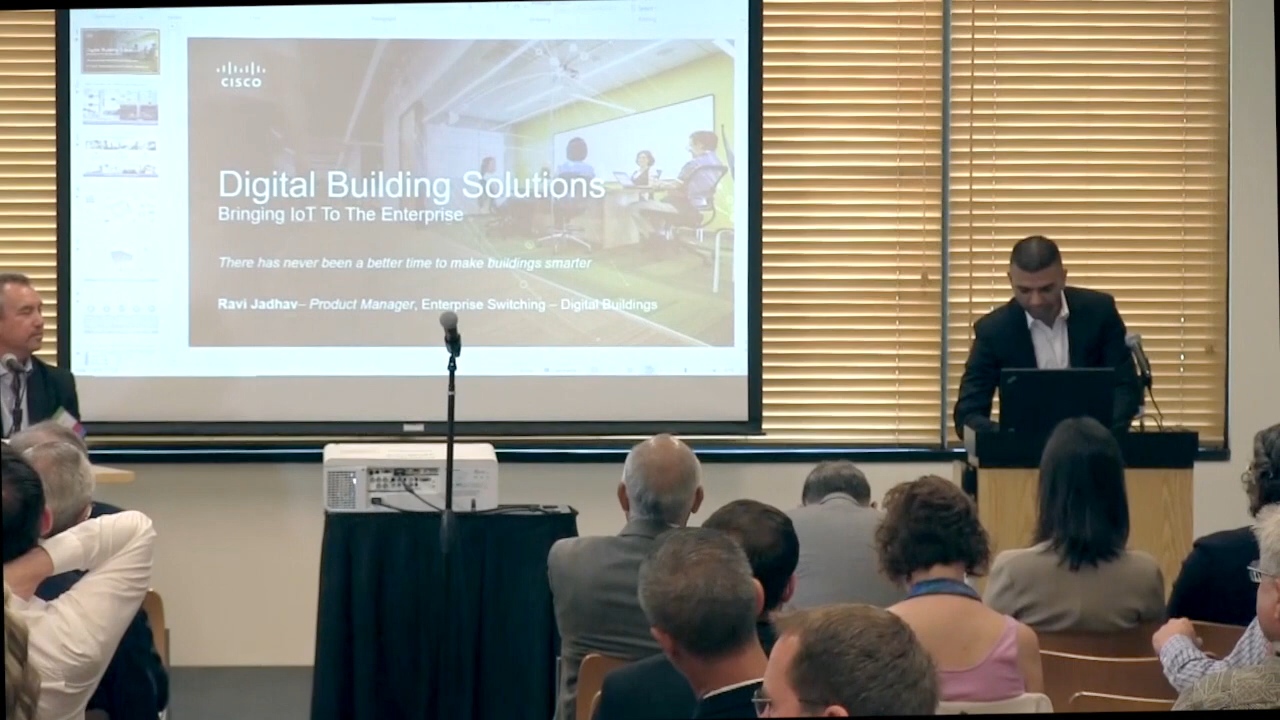 CISCO
Digital Building Solutions
Bringing IoT To The Enterprise
There has never been a better time to make buildings smarter
Ravi Jadhav– Product Manager, Enterprise Switching – Digital Buildings